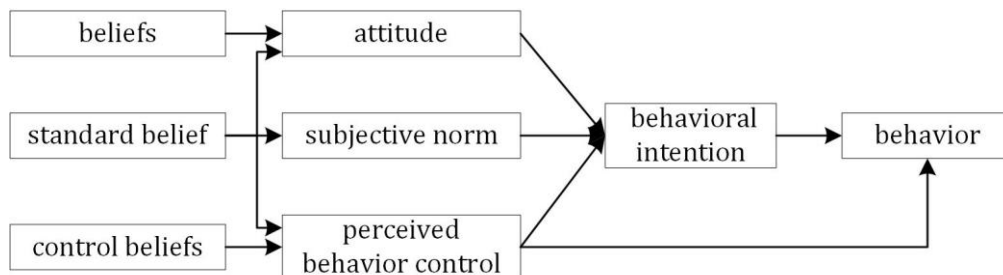 beliefs
attitude
standard belief
subjective norm
behavioral
intention
behavior
control beliefs
perceived
behavior control